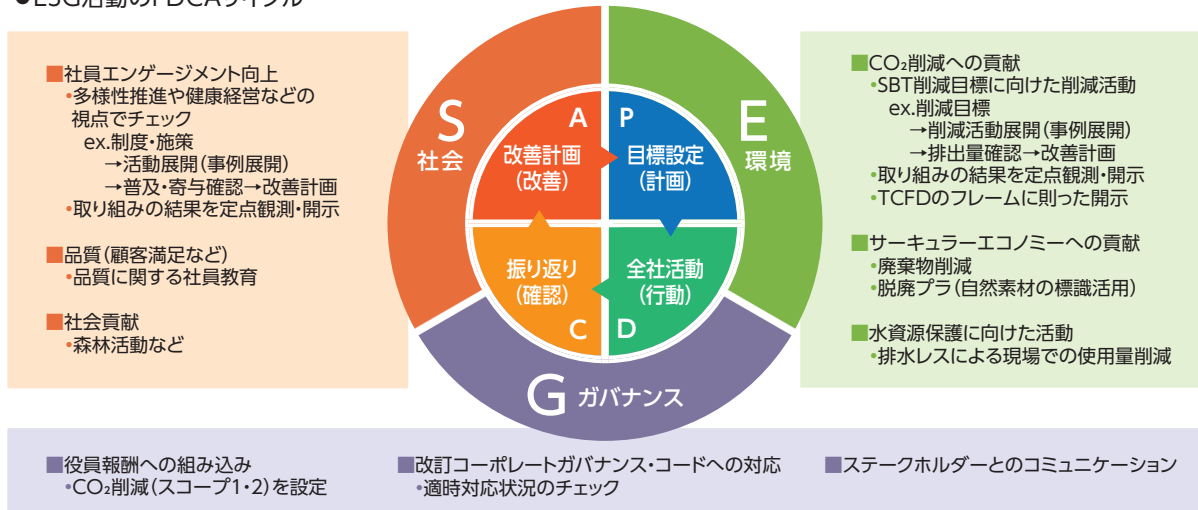 ●ESG活動のPDCAサイクル
■社員エンゲージメント向上
•多様性推進や健康経営などの
視点でチェック
ex.制度・施策
→活動展開(事例展開)
→普及・寄与確認→改善計画
•取り組みの結果を定点観測・開示
■品質(顧客満足など)
•品質に関する社員教育
■社会貢献
•森林活動など
S
社会
E
環境
G ガバナンス
A
改善計画
(改善)
P
目標設定
(計画)
振り返り
(確認)
C
全社活動
(行動)
D
■CO₂削減への貢献
•SBT削減目標に向けた削減活動
ex.削減目標
→削減活動展開(事例展開)
→排出量確認→改善計画
•取り組みの結果を定点観測・開示
•TCFDのフレームに則った開示
■サーキュラーエコノミーへの貢献
•廃棄物削減
•脱廃プラ(自然素材の標識活用)
■水資源保護に向けた活動
•排水レスによる現場での使用量削減
■役員報酬への組み込み
•CO₂削減(スコープ1・2)を設定
■改訂コーポレートガバナンス・コードへの対応
•適時対応状況のチェック
■ステークホルダーとのコミュニケーション